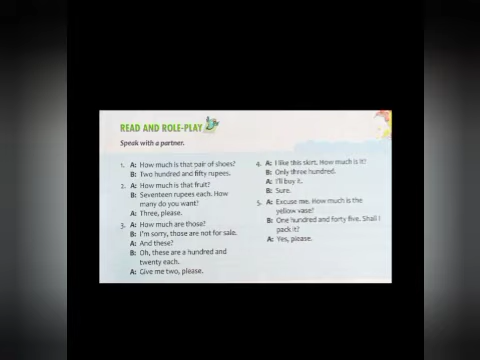 READ AND ROLE-PLAY
Speak with a partner.
1. A: How much is that pair of shoes?
B: Two hundred and fifty rupees.
2. A: How much is that fruit?
B: Seventeen rupees each. How
many do you want?
A: Three, please.
3. A: How much are those?
B: I'm sorry, those are not for sale.
A: And these?
B: Oh, these are a hundred and
twenty each.
A: Give me two, please.
4. A: I like this skirt. How much is it?
B: Only three hundred.
A: I'll buy it.
B: Sure.
5. A: Excuse me. How much is the
yellow vase?
B: One hundred and forty five. Shall I
pack it?
A: Yes, please.